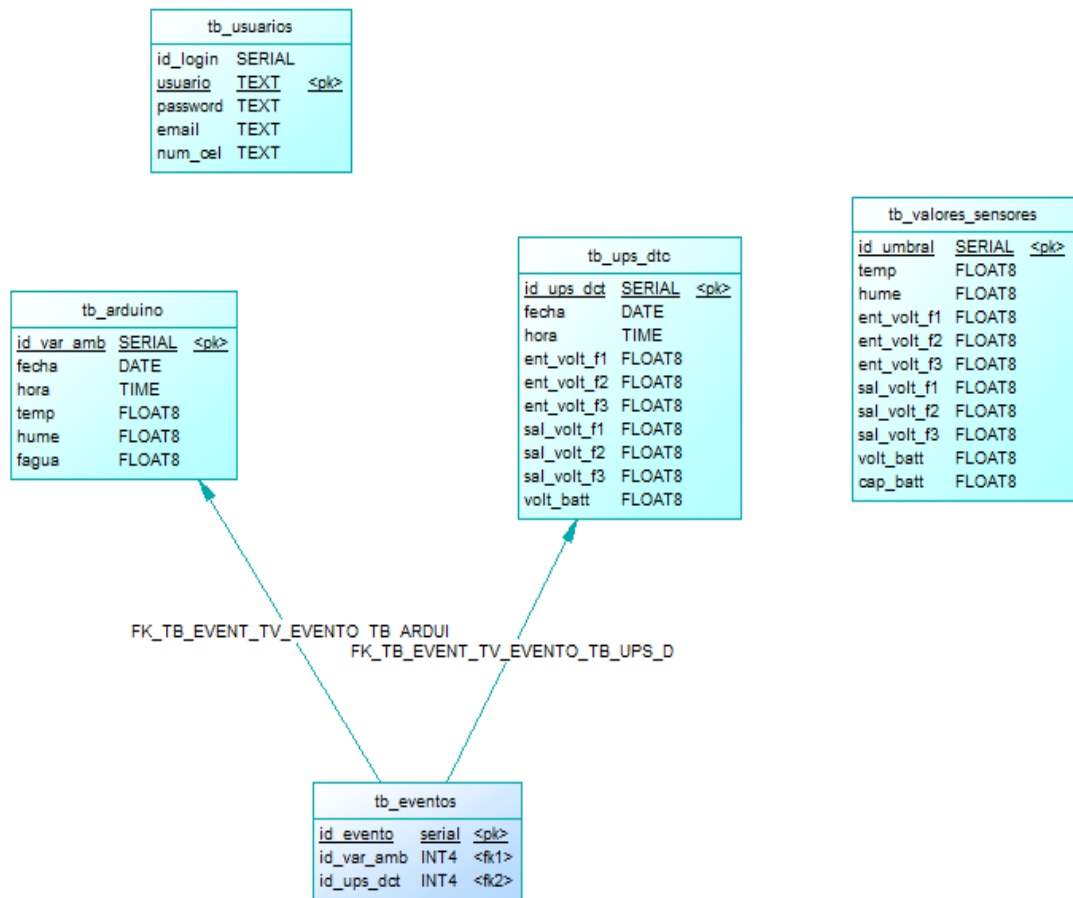 tb_usuarios
id_login SERIAL
usuario TEXT <pk>
password TEXT
email TEXT
num_cel TEXT
tb_valores_sensores
id_umbral SERIAL <pk>
temp FLOAT8
hume FLOAT8
ent_volt_f1 FLOAT8
ent_volt_f2 FLOAT8
ent_volt_f3 FLOAT8
sal_volt_f1 FLOAT8
sal_volt_f2 FLOAT8
sal_volt_f3 FLOAT8
volt_batt FLOAT8
cap_batt FLOAT8
tb_ups_dtc
id_ups_dct SERIAL <pk>
fecha DATE
hora TIME
ent_volt_f1 FLOAT8
ent_volt_f2 FLOAT8
ent_volt_f3 FLOAT8
sal_volt_f1 FLOAT8
sal_volt_f2 FLOAT8
sal_volt_f3 FLOAT8
volt_batt FLOAT8
tb_arduino
id_var_amb SERIAL <pk>
fecha DATE
hora TIME
temp FLOAT8
hume FLOAT8
fagua FLOAT8
FK_TB_EVENT_TV_EVENTO_TB_ARDUI
FK_TB_EVENT_TV_EVENTO_TB_UPS_D
tb_eventos
id_evento serial <pk>
id_var_amb INT4 <fk1>
id_ups_dct INT4 <fk2>